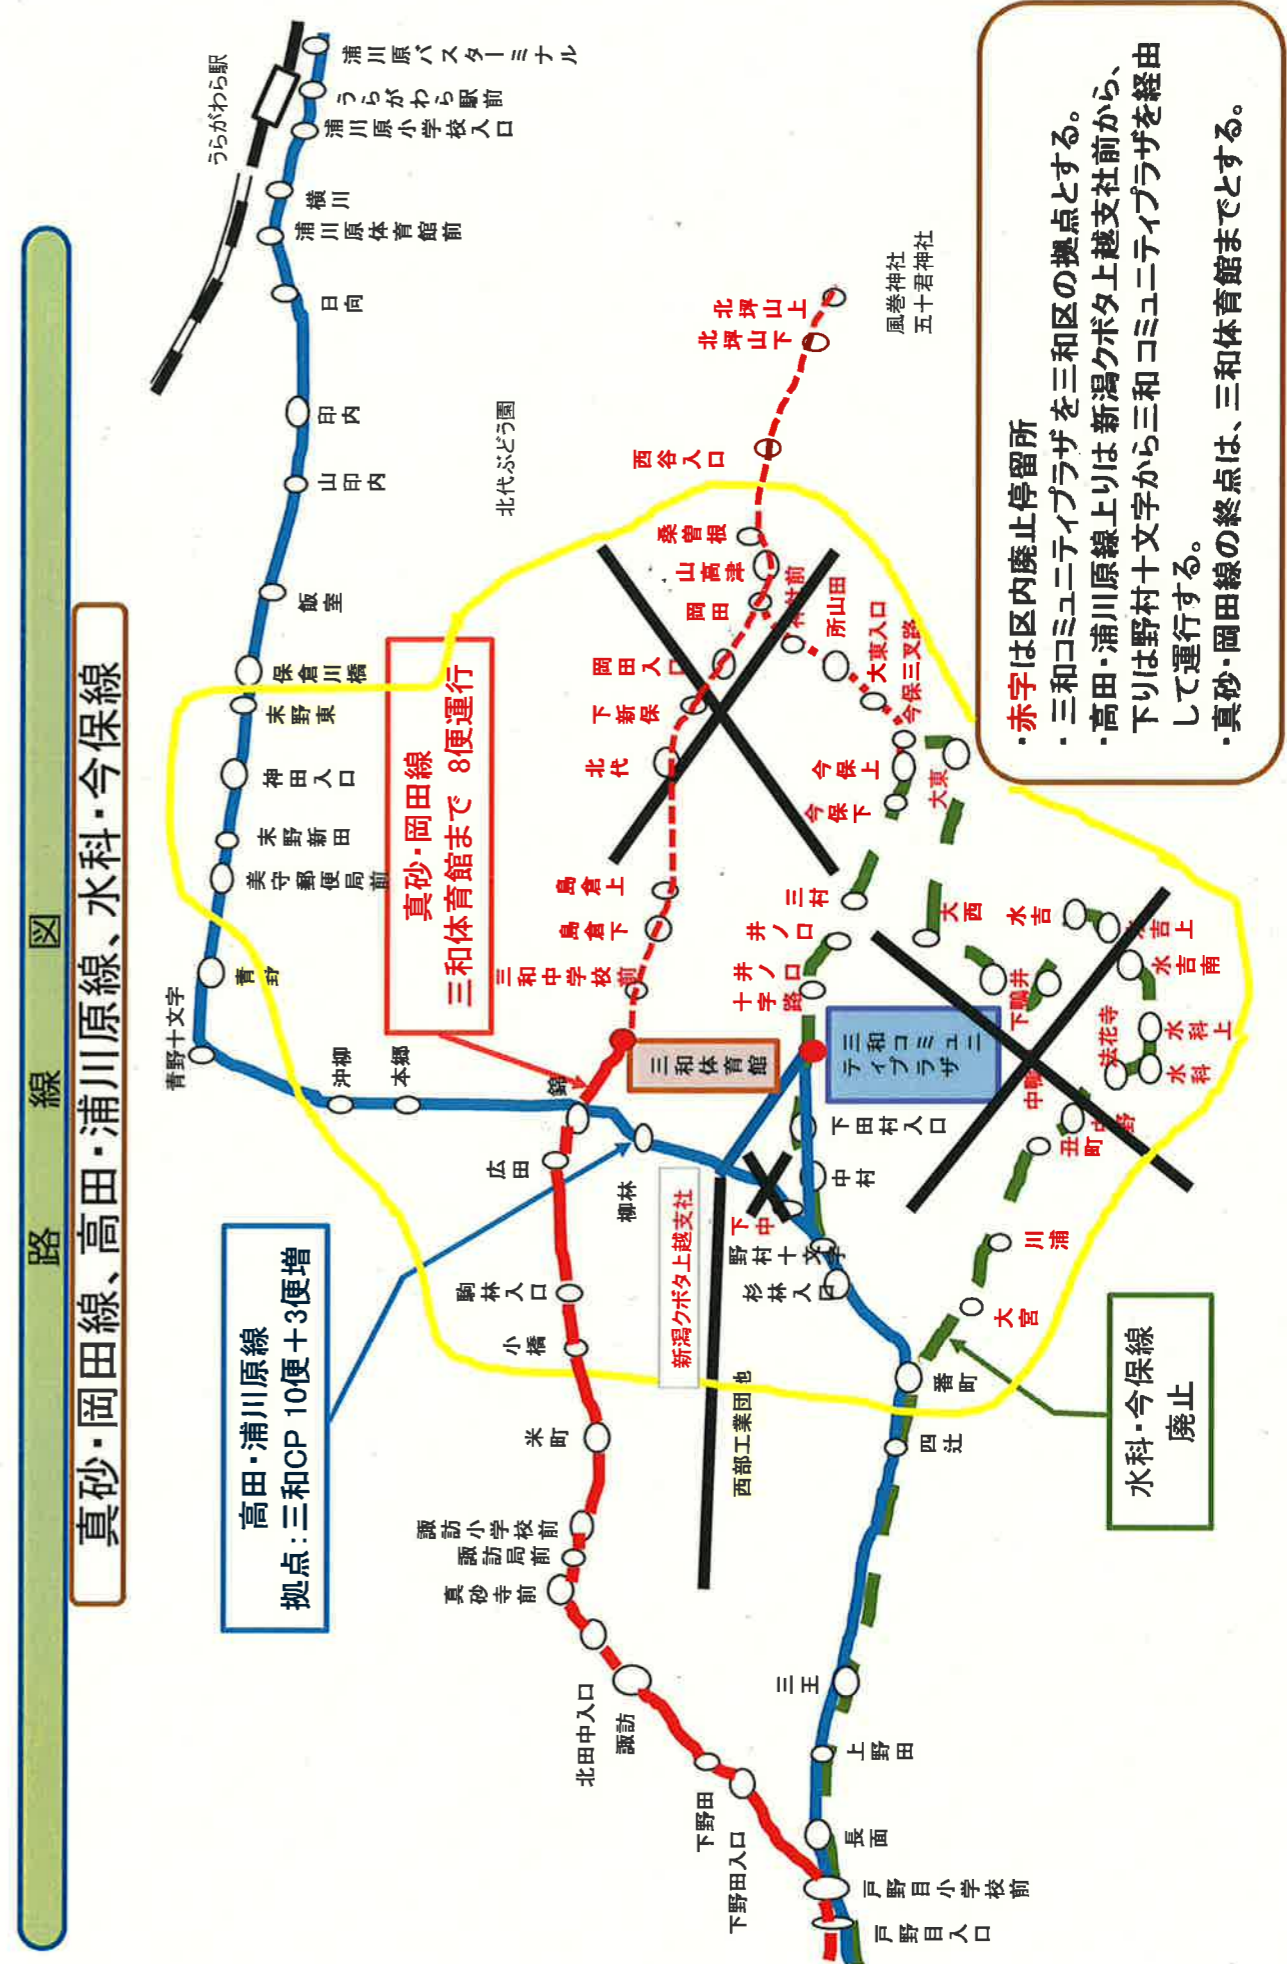 路線図
真砂・岡田線、高田・浦川原線、水科・今保線
うらがわら駅
浦川原バスターミナル
うらがわら駅前
浦川原小学校入口
横川
浦川原体育館前
日向
印内
山印内
飯室
保倉川橋
末野東
神田入口
末野新田
美守郵便局前
青野
青野十文字
沖柳
本郷
錦
柳林
高田・浦川原線
拠点：三和CP 10便＋3便増
真砂・岡田線
三和体育館まで 8便運行
北代ぶどう園
風巻神社
五十君神社
北坪山上
北坪山下
西谷入口
桑曽根
山高津
岡田
岡田入口
下新保
北代
島倉上
島倉下
三和中学校前
三和体育館
所山田
大東入口
今保三叉路
今保上
今保下
大東
三村
井ノ口
井ノ口十字路
大西
水吉
水吉上
水吉南
下鴨井
法花寺
水科上
水科
中野
丑町
川浦
大宮
三和コミュニティプラザ
下田村入口
中村
下中
野村十文字
杉林入口
新潟クボタ上越支社
西部工業団地
番町
四辻
水科・今保線
廃止
広田
駒林入口
小橋
米町
諏訪小学校前
諏訪局前
真砂寺前
北田中入口
諏訪
下野田
下野田入口
三王
上野田
長面
戸野目小学校前
戸野目入口
・赤字は区内廃止停留所
・三和コミュニティプラザを三和区の拠点とする。
・高田・浦川原線上りは新潟クボタ上越支社前から、
下りは野村十文字から三和コミュニティプラザを経由
して運行する。
・真砂・岡田線の終点は、三和体育館までとする。